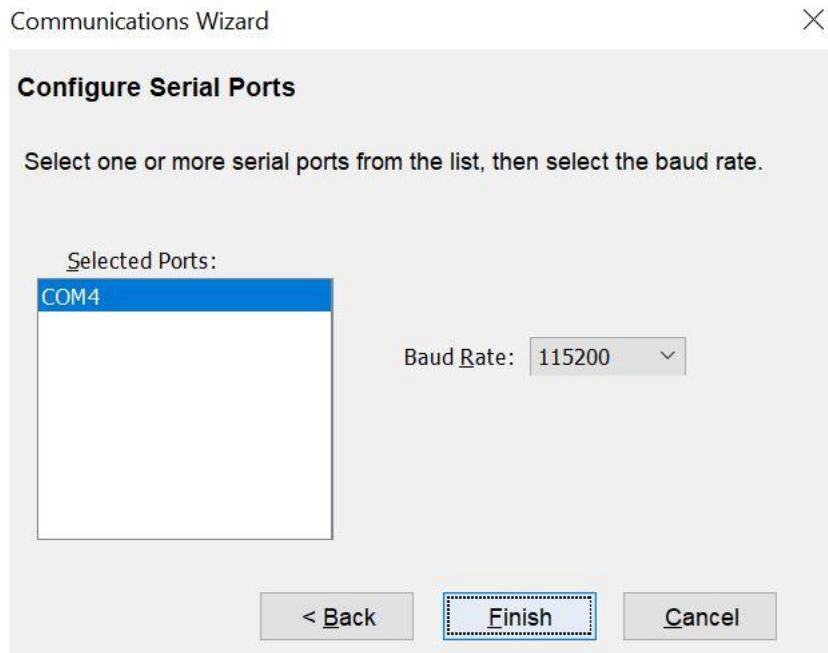 Communications Wizard
Configure Serial Ports
Select one or more serial ports from the list, then select the baud rate.
Selected Ports:
COM4
Baud Rate: 115200
< Back Finish Cancel